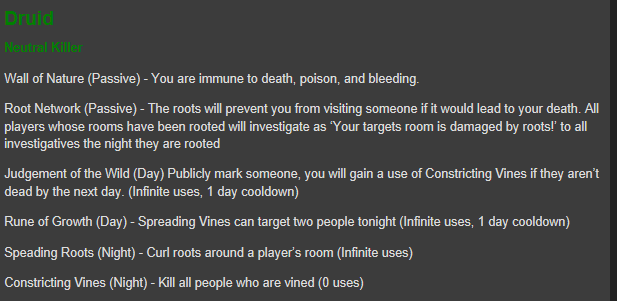 Druid
Neutral Killer
Wall of Nature (Passive) - You are immune to death, poison, and bleeding.
Root Network (Passive) - The roots will prevent you from visiting someone if it would lead to your death. All
players whose rooms have been rooted will investigate as ‘Your targets room is damaged by roots!’ to all
investigatives the night they are rooted
Judgement of the Wild (Day) Publicly mark someone, you will gain a use of Constricting Vines if they aren’t
dead by the next day. (Infinite uses, 1 day cooldown)
Rune of Growth (Day) - Spreading Vines can target two people tonight (Infinite uses, 1 day cooldown)
Speading Roots (Night) - Curl roots around a player’s room (Infinite uses)
Constricting Vines (Night) - Kill all people who are vined (0 uses)